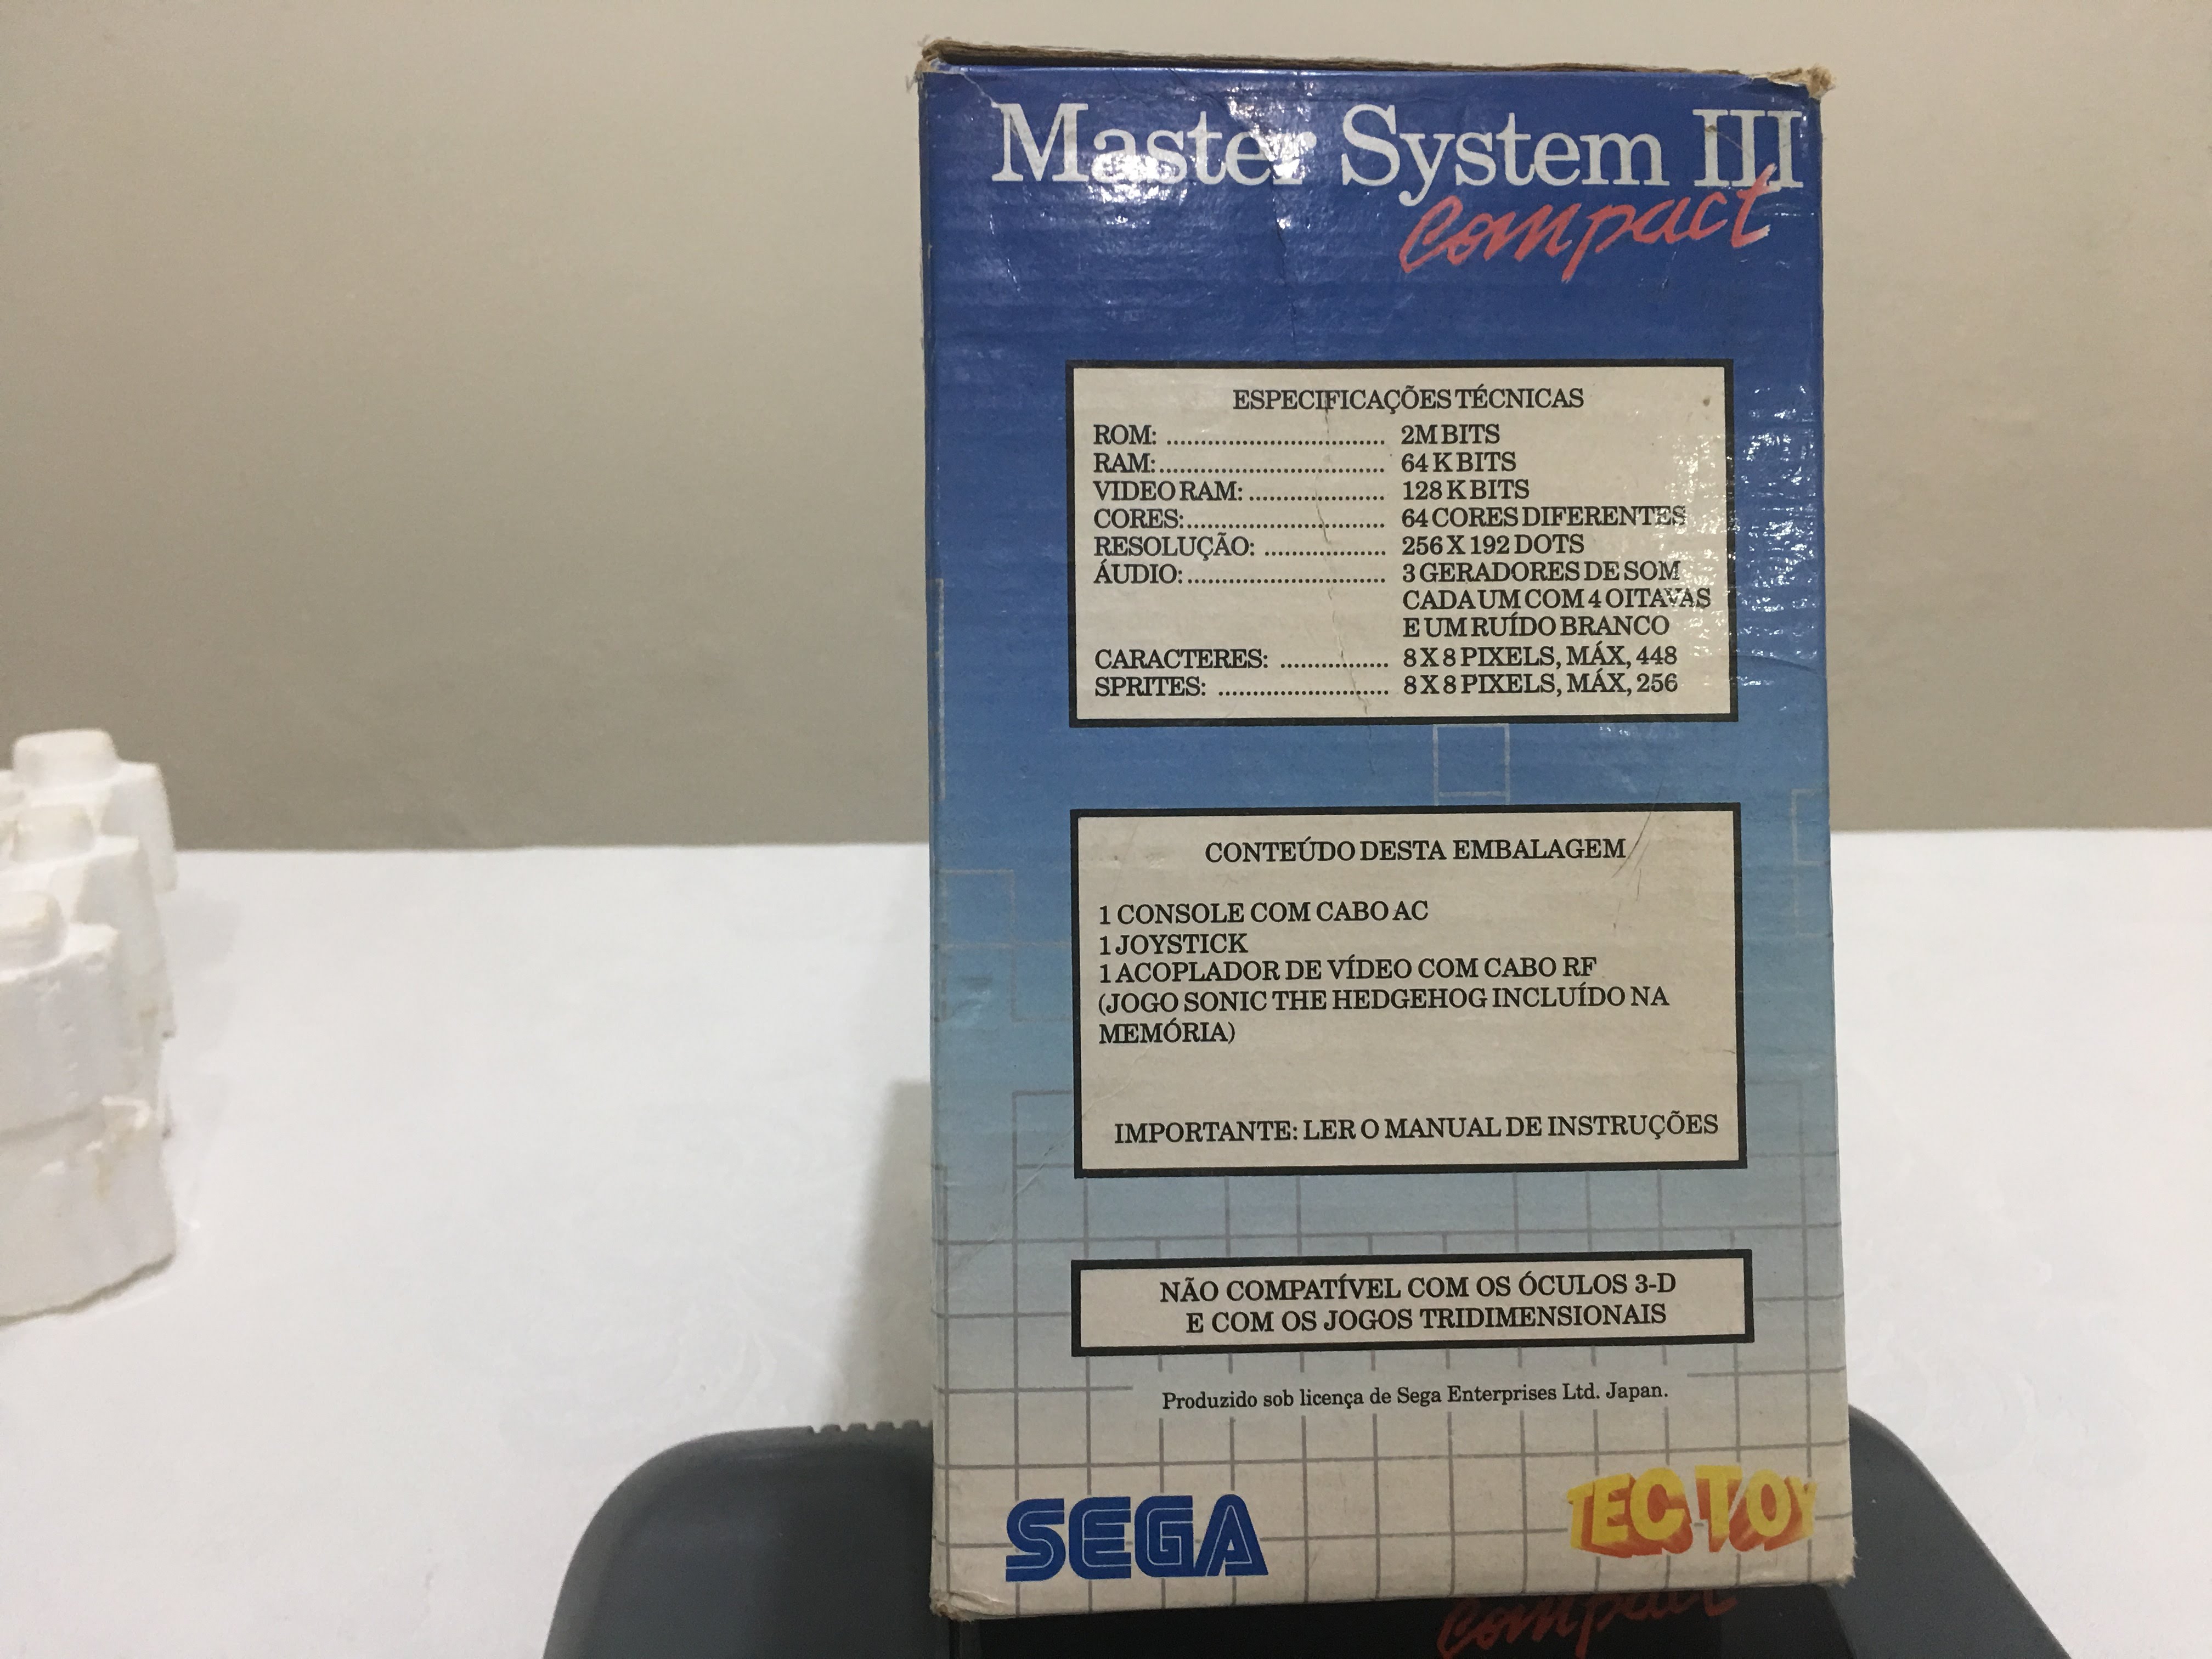 Master System III
Compact
ESPECIFICAÇÕES TÉCNICAS
ROM: ............................... 2M BITS
RAM:................................ 64 K BITS
VIDEO RAM: ................... 128 K BITS
CORES:............................ 64 CORES DIFERENTES
RESOLUÇÃO: ................. 256 X 192 DOTS
ÁUDIO:............................ 3 GERADORES DE SOM
CADA UM COM 4 OITAVAS
E UM RUÍDO BRANCO
CARACTERES: ............... 8 X 8 PIXELS, MÁX, 448
SPRITES: ........................ 8 X 8 PIXELS, MÁX, 256
CONTEÚDO DESTA EMBALAGEM
1 CONSOLE COM CABO AC
1 JOYSTICK
1 ACOPLADOR DE VÍDEO COM CABO RF
(JOGO SONIC THE HEDGEHOG INCLUÍDO NA
MEMÓRIA)
IMPORTANTE: LER O MANUAL DE INSTRUÇÕES
NÃO COMPATÍVEL COM OS ÓCULOS 3-D
E COM OS JOGOS TRIDIMENSIONAIS
Produzido sob licença de Sega Enterprises Ltd. Japan.
SEGA
TEC TOY
Compact